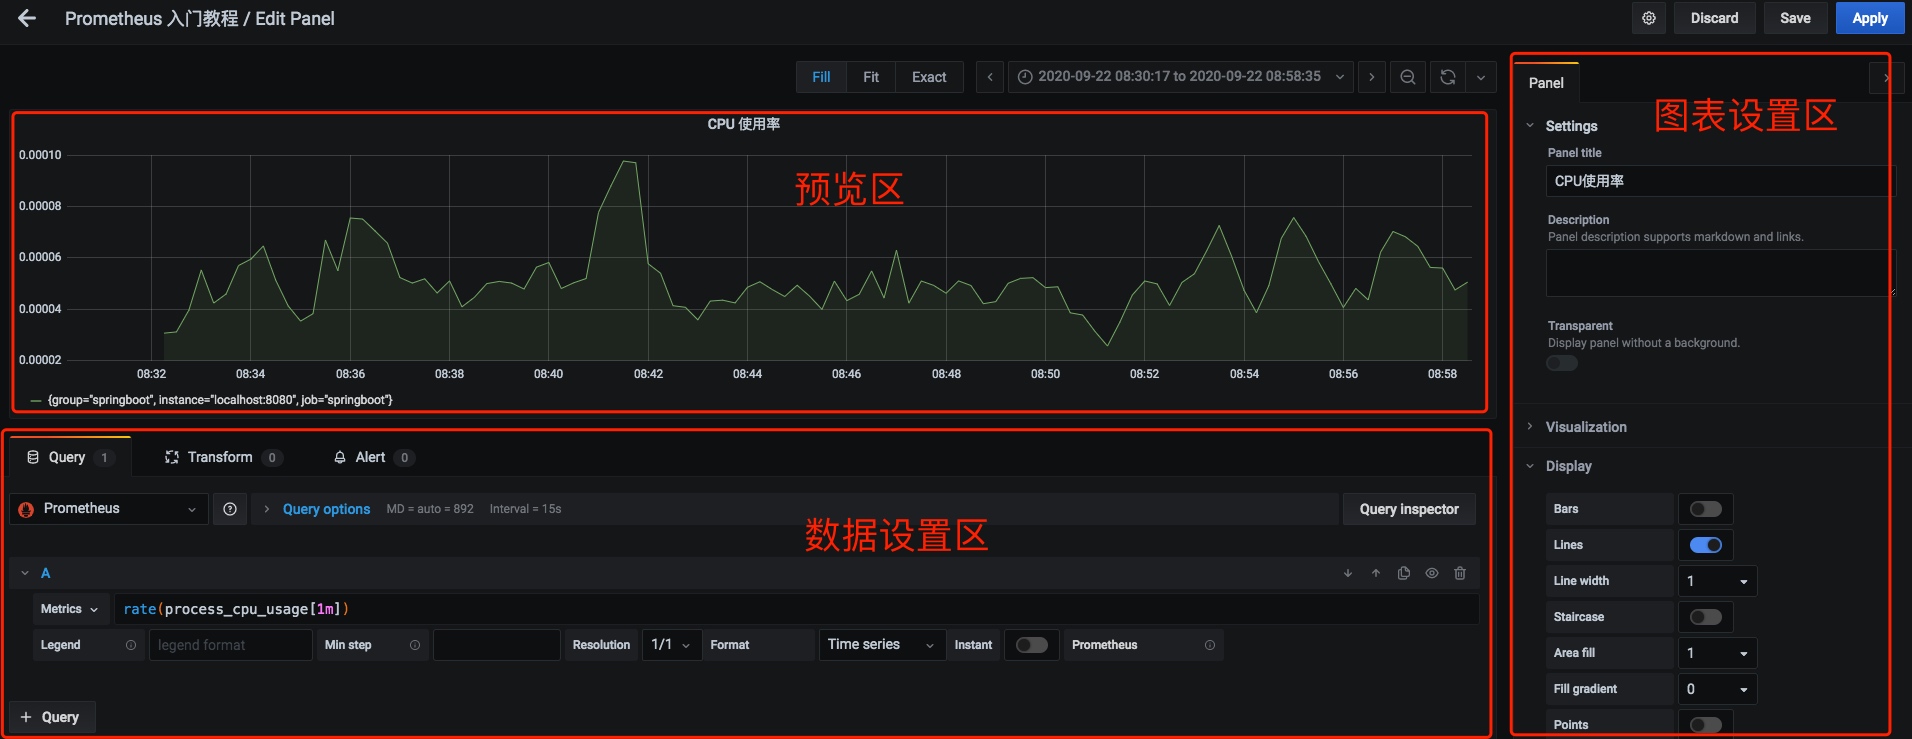 Prometheus 入门教程 / Edit Panel
Discard
Save
Apply
Fill
Fit
Exact
2020-09-22 08:30:17 to 2020-09-22 08:58:35
CPU 使用率
预览区
0.00010
0.00008
0.00006
0.00004
0.00002
08:32 08:34 08:36 08:38 08:40 08:42 08:44 08:46 08:48 08:50 08:52 08:54 08:56 08:58
{group="springboot", instance="localhost:8080", job="springboot"}
Query 1
Transform 0
Alert 0
Prometheus
Query options
MD = auto = 892
Interval = 15s
Query inspector
数据设置区
A
Metrics
rate(process_cpu_usage[1m])
Legend
legend format
Min step
Resolution
1/1
Format
Time series
Instant
Prometheus
+ Query
Panel
图表设置区
Settings
Panel title
CPU使用率
Description
Panel description supports markdown and links.
Transparent
Display panel without a background.
Visualization
Display
Bars
Lines
Line width 1
Staircase
Area fill 1
Fill gradient 0
Points